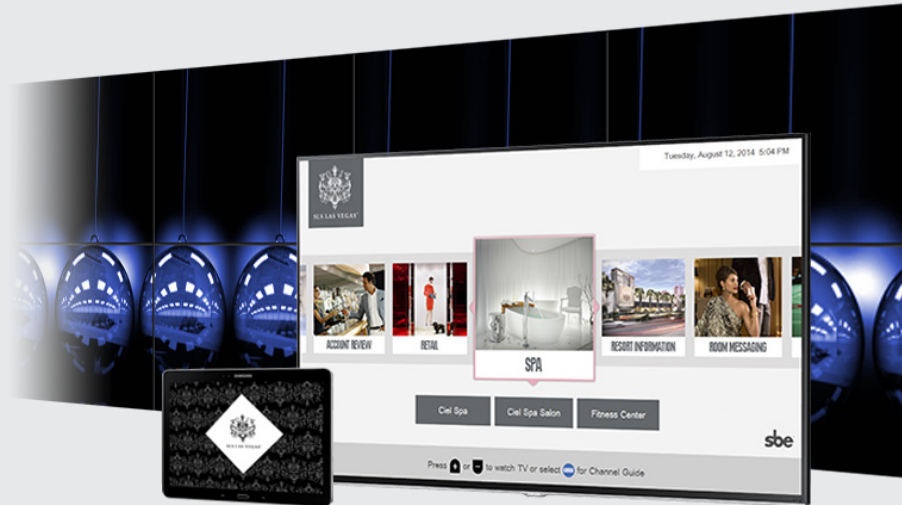 Tuesday, August 12, 2014 5:04 PM
SLS LAS VEGAS
ACCOUNT REVIEW
RETAIL
SPA
RESORT INFORMATION
ROOM MESSAGING
Ciel Spa
Ciel Spa Salon
Fitness Center
sbe
Press or to watch TV or select for Channel Guide
SAMSUNG
SLS LAS VEGAS